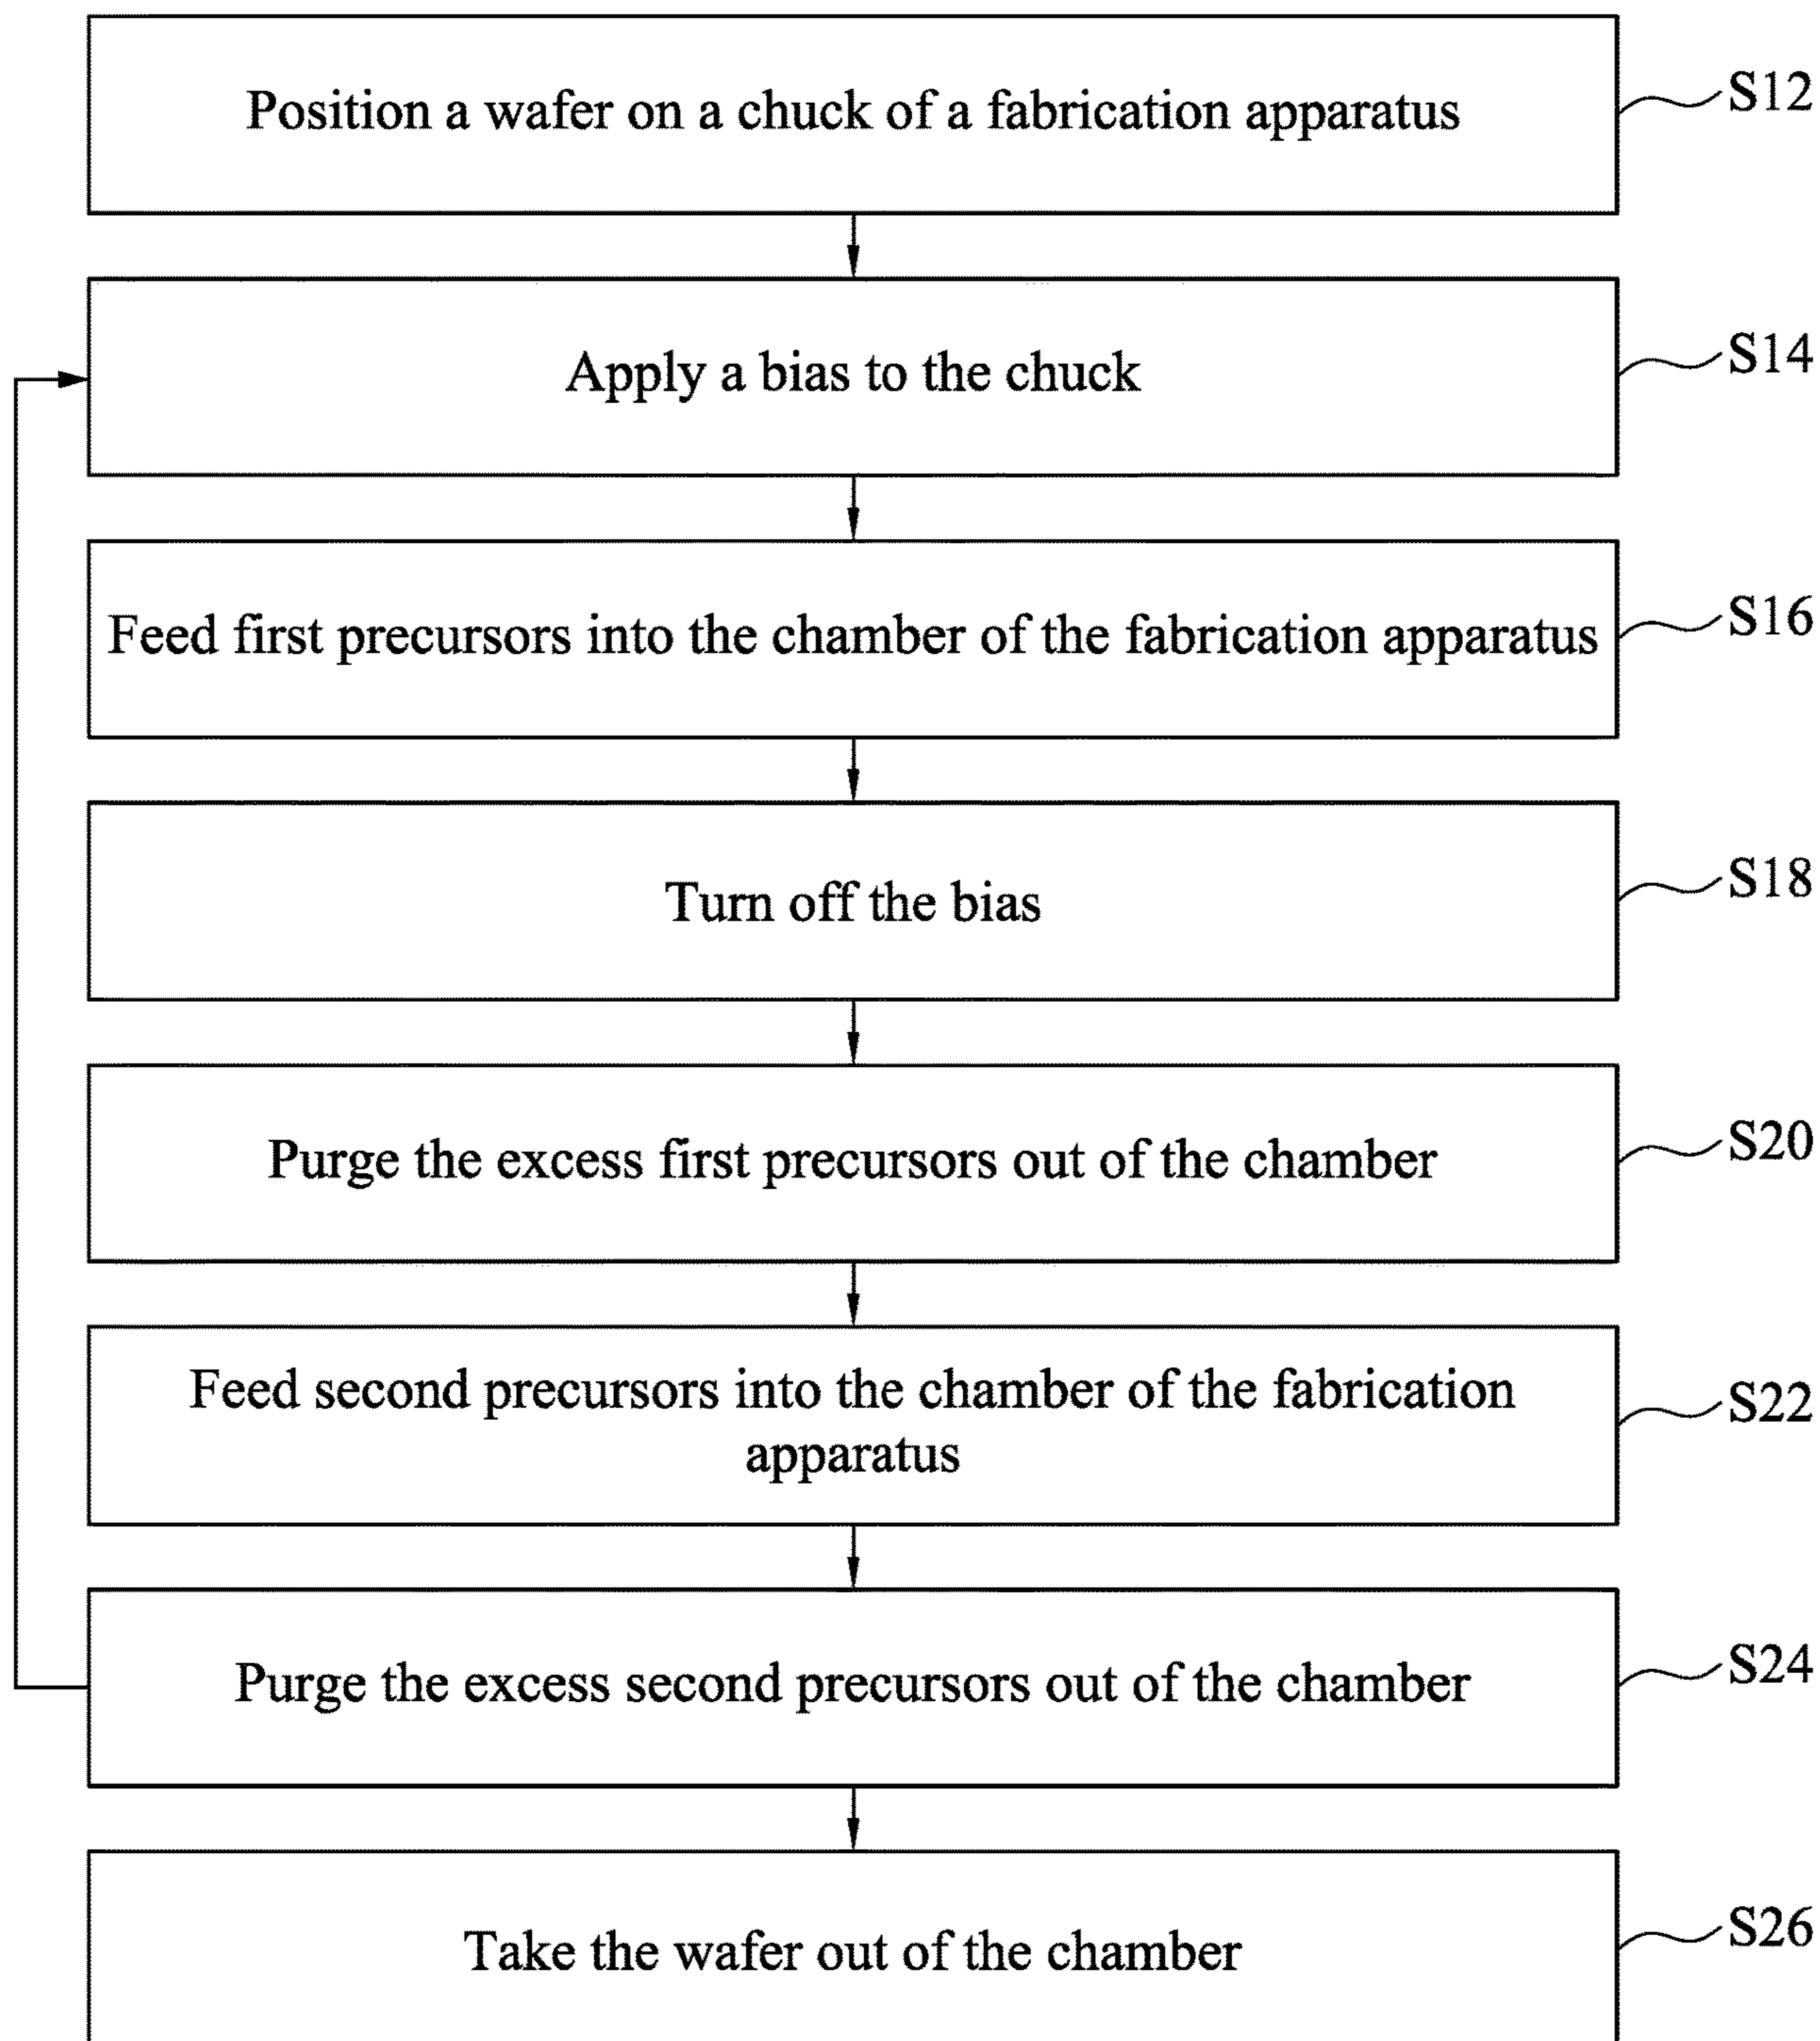 Position a wafer on a chuck of a fabrication apparatus
S12
Apply a bias to the chuck
S14
Feed first precursors into the chamber of the fabrication apparatus
S16
Turn off the bias
S18
Purge the excess first precursors out of the chamber
S20
Feed second precursors into the chamber of the fabrication
apparatus
S22
Purge the excess second precursors out of the chamber
S24
Take the wafer out of the chamber
S26